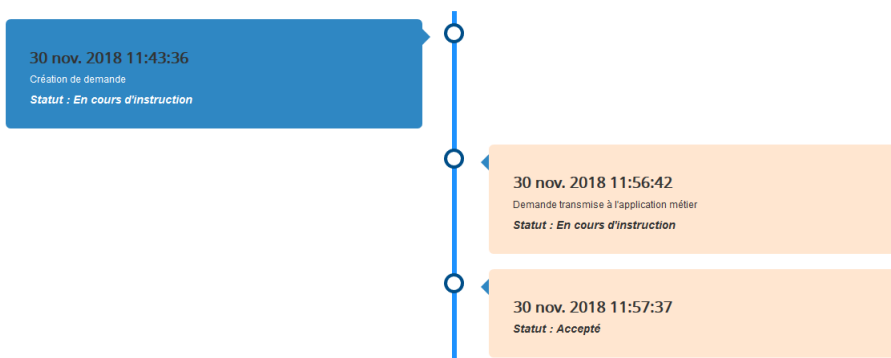 30 nov. 2018 11:43:36
Création de demande
Statut : En cours d'instruction
30 nov. 2018 11:56:42
Demande transmise à l'application métier
Statut : En cours d'instruction
30 nov. 2018 11:57:37
Statut : Accepté